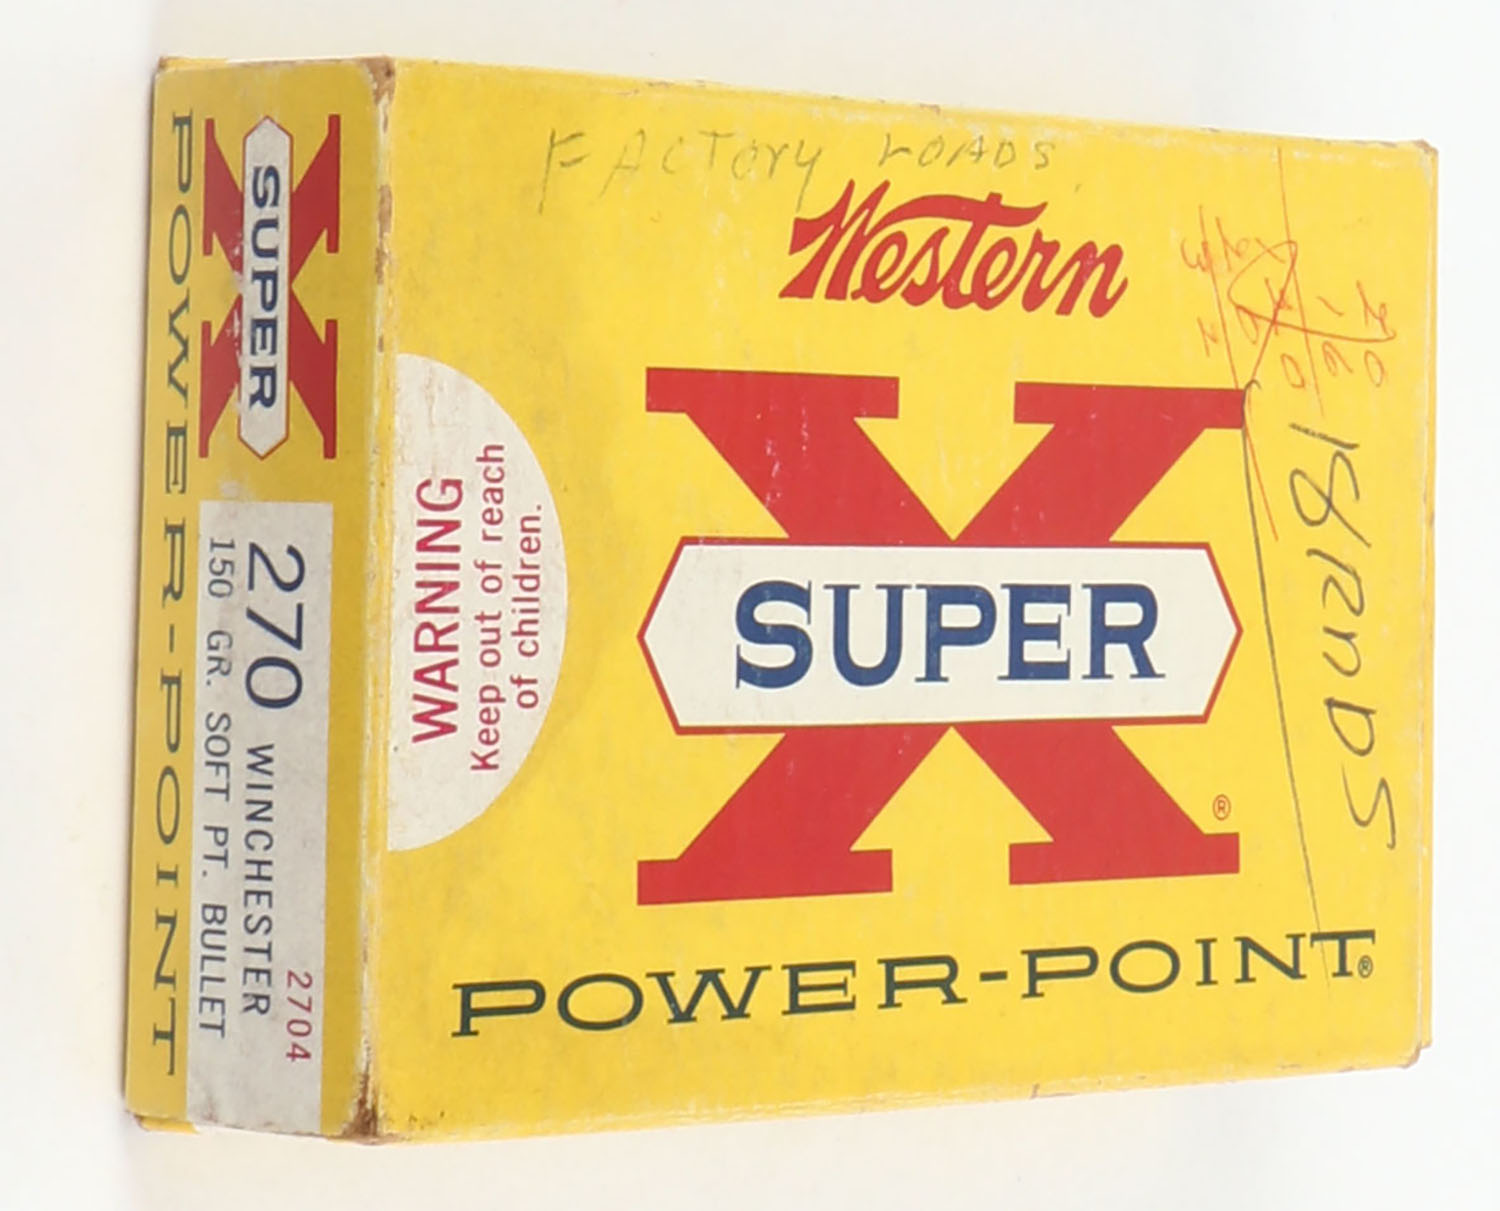 FACTORY LOADS
Western
X
SUPER
®
POWER-POINT®
WARNING
Keep out of reach
of children.
18 RNDS
X
SUPER
POWER-POINT
270 WINCHESTER
150 GR. SOFT PT. BULLET
2704